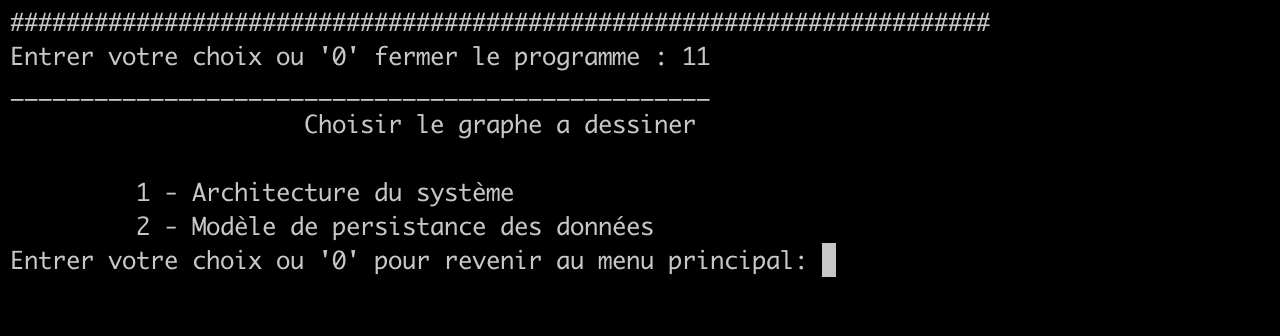 ######################################################################
Entrer votre choix ou '0' fermer le programme : 11
__________________________________________________
Choisir le graphe a dessiner
1 - Architecture du système
2 - Modèle de persistance des données
Entrer votre choix ou '0' pour revenir au menu principal: